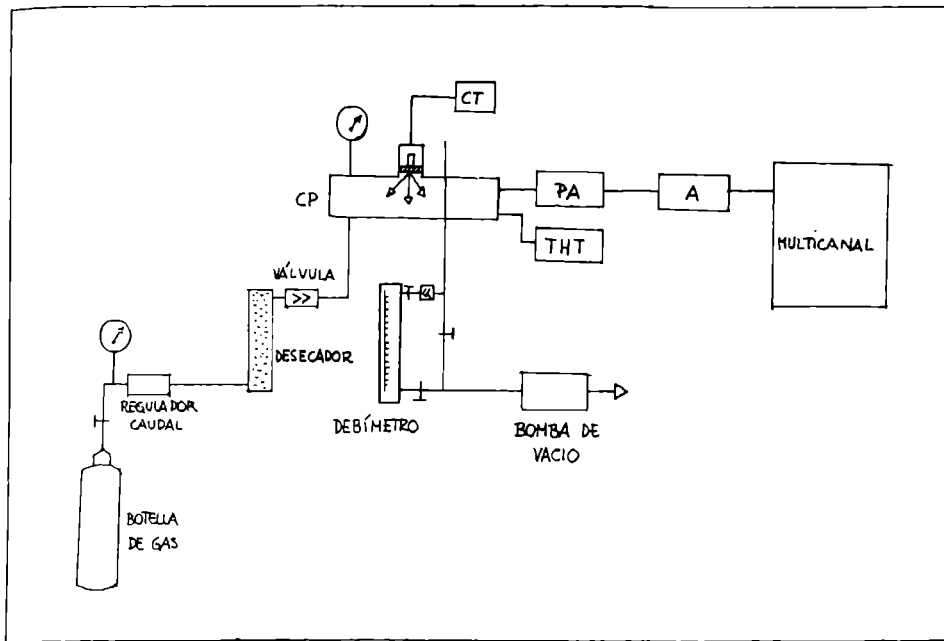 CT
CP
PA
A
MULTICANAL
THT
VÁLVULA
>>
<<
DESECADOR
REGULADOR
CAUDAL
DEBÍMETRO
BOMBA DE
VACIO
BOTELLA
DE GAS